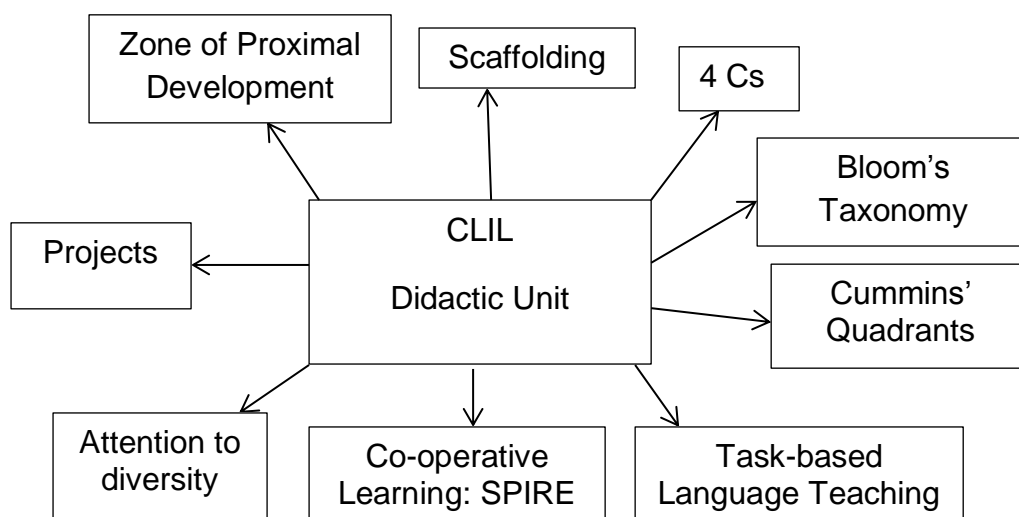 Zone of Proximal
Development
Scaffolding
4 Cs
Bloom’s
Taxonomy
CLIL
Didactic Unit
Projects
Cummins’
Quadrants
Attention to
diversity
Co-operative
Learning: SPIRE
Task-based
Language Teaching